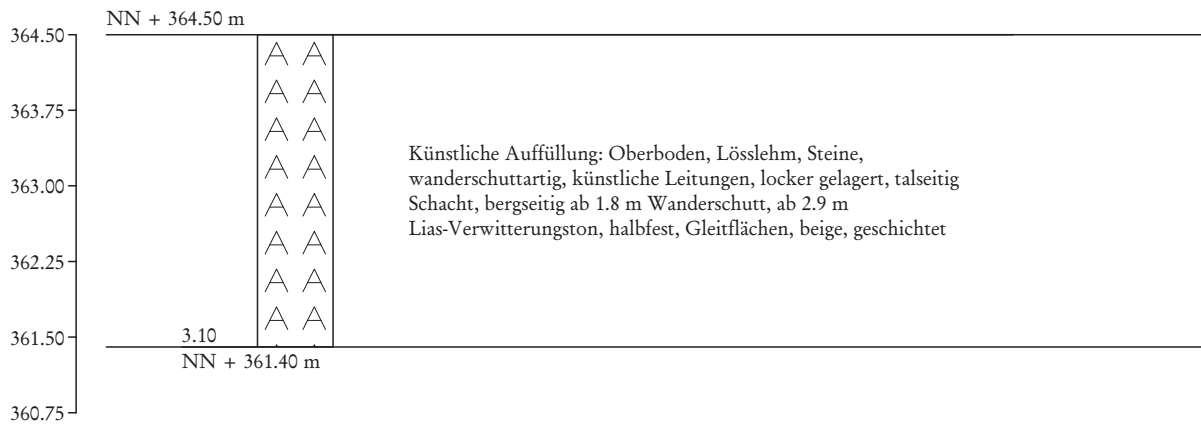 NN + 364.50 m
364.50
363.75
363.00
362.25
361.50
360.75
Künstliche Auffüllung: Oberboden, Lösslehm, Steine,
wanderschuttartig, künstliche Leitungen, locker gelagert, talseitig
Schacht, bergseitig ab 1.8 m Wanderschutt, ab 2.9 m
Lias-Verwitterungston, halbfest, Gleitflächen, beige, geschichtet
A A
A A
A A
A A
A A
A A
A A
A A
3.10
NN + 361.40 m